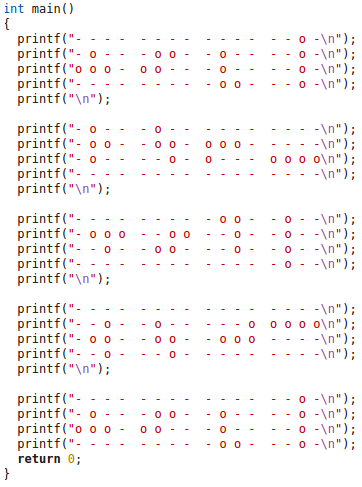 int main()
{
  printf("- - - -  - - - -  - - - -  - - o -\n");
  printf("- o - -  - o o -  - o - -  - - o -\n");
  printf("o o o -  o o - -  - o - -  - - o -\n");
  printf("- - - -  - - - -  - o o -  - - o -\n");
  printf("\n");
  printf("- o - -  - o - -  - - - -  - - - -\n");
  printf("- o o -  - o o -  o o o -  - - - -\n");
  printf("- o - -  - - o -  o - - -  o o o o\n");
  printf("- - - -  - - - -  - - - -  - - - -\n");
  printf("\n");
  printf("- - - -  - - - -  - o o -  - o - -\n");
  printf("- o o o  - - o o  - - o -  - o - -\n");
  printf("- - o -  - o o -  - - o -  - o - -\n");
  printf("- - - -  - - - -  - - - -  - o - -\n");
  printf("\n");
  printf("- - - -  - - - -  - - - -  - - - -\n");
  printf("- - o -  - o - -  - - - o  o o o o\n");
  printf("- o o -  - o o -  - o o o  - - - -\n");
  printf("- - o -  - - o -  - - - -  - - - -\n");
  printf("\n");
  printf("- - - -  - - - -  - - - -  - - o -\n");
  printf("- o - -  - o o -  - o - -  - - o -\n");
  printf("o o o -  o o - -  - o - -  - - o -\n");
  printf("- - - -  - - - -  - o o -  - - o -\n");
  return 0;
}